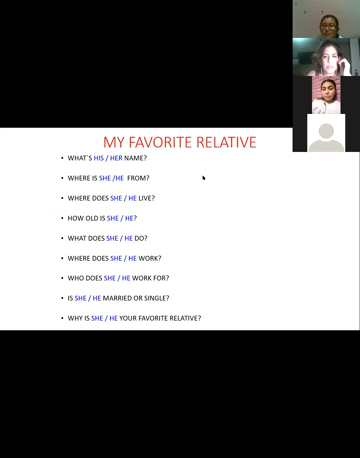 MY FAVORITE RELATIVE
• WHAT´S HIS / HER NAME?
• WHERE IS SHE /HE FROM?
• WHERE DOES SHE / HE LIVE?
• HOW OLD IS SHE / HE?
• WHAT DOES SHE / HE DO?
• WHERE DOES SHE / HE WORK?
• WHO DOES SHE / HE WORK FOR?
• IS SHE / HE MARRIED OR SINGLE?
• WHY IS SHE / HE YOUR FAVORITE RELATIVE?